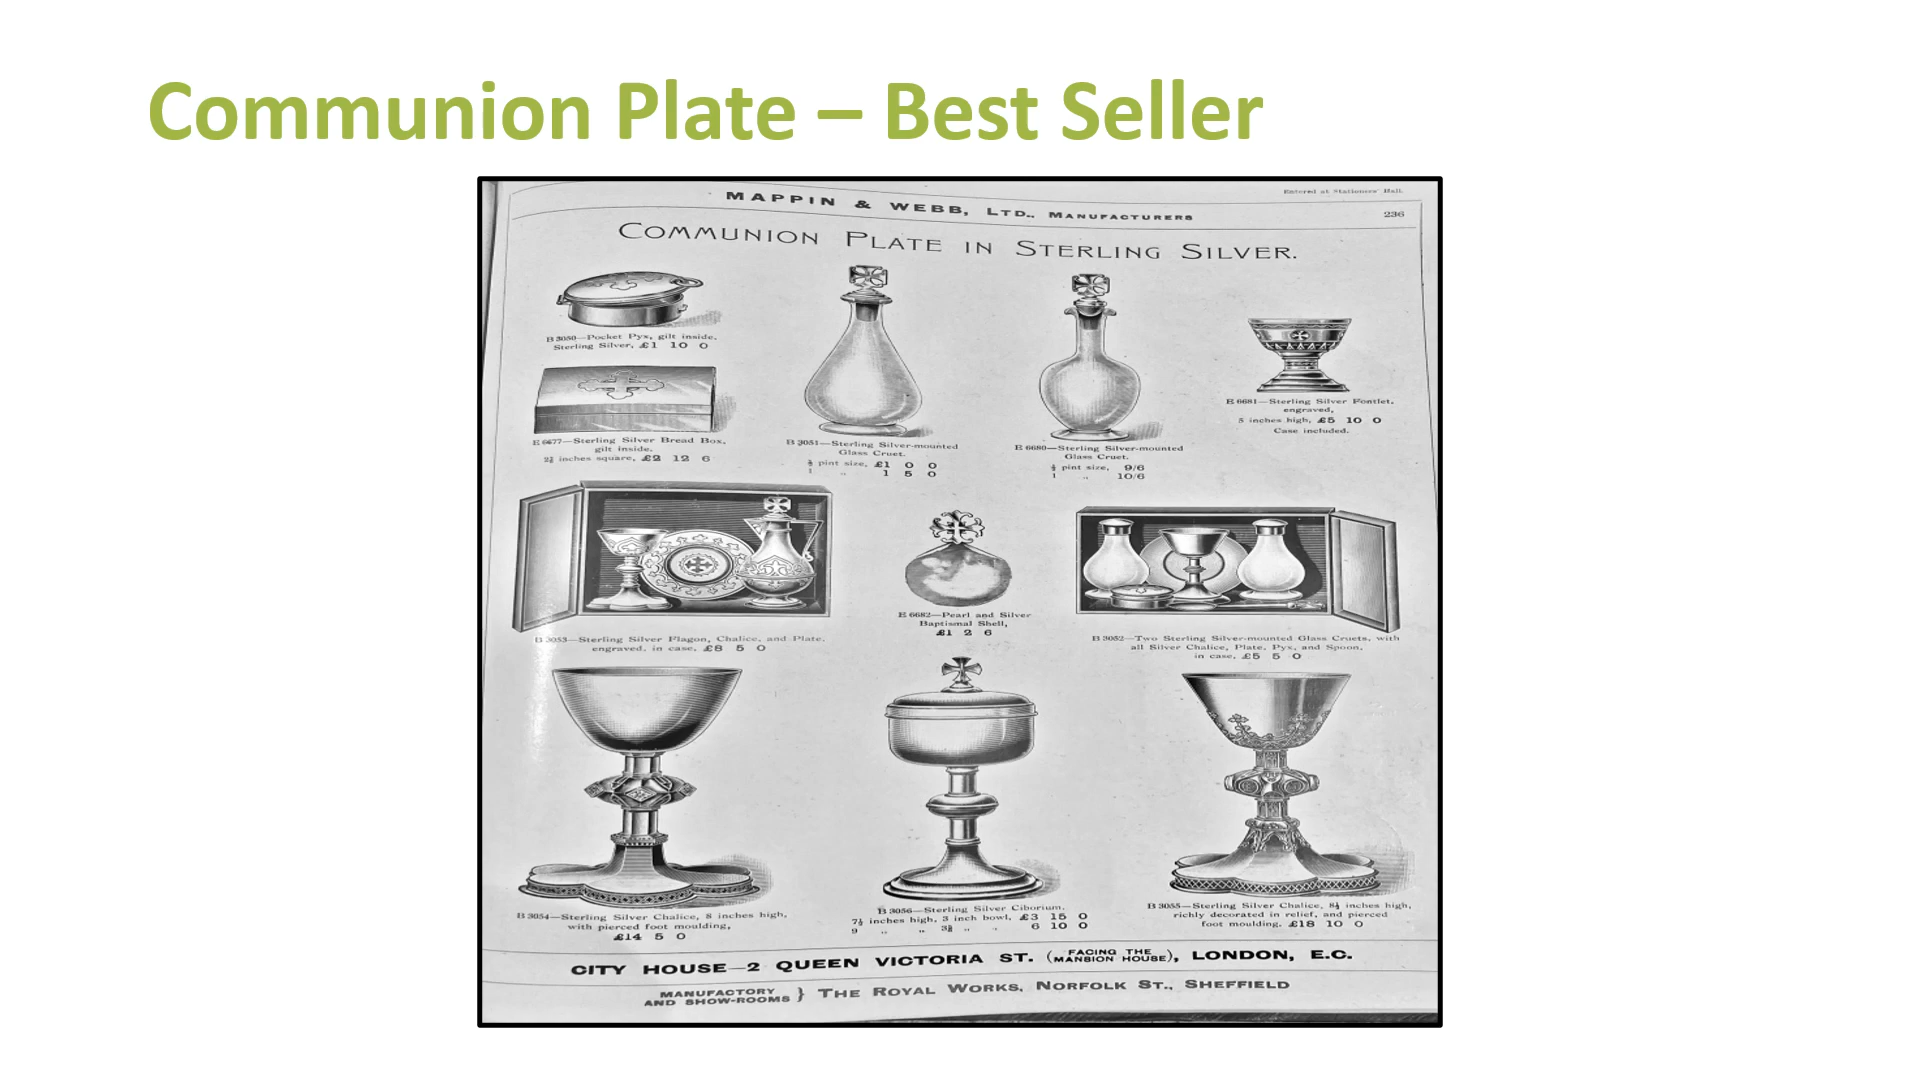 Communion Plate – Best Seller
Entered at Stationers' Hall.
MAPPIN & WEBB, LTD., MANUFACTURERS
236
COMMUNION PLATE IN STERLING SILVER.
B 3050—Pocket Pyx, gilt inside.
Sterling Silver, £1 10 0
E 6677—Sterling Silver Bread Box,
gilt inside.
inches square, £2 12 6
B 3051—Sterling Silver-mounted
Glass Cruet.
pint size, £1 0 0
1 „ 1 5 0
E 6680—Sterling Silver-mounted
Glass Cruet.
pint size, 9/6
1 „ 10/6
E 6681—Sterling Silver Fontlet,
engraved,
5 inches high, £5 10 0
Case included.
B 3053—Sterling Silver Flagon, Chalice, and Plate,
engraved, in case, £8 5 0
E 6682—Pearl and Silver
Baptismal Shell,
£1 2 6
B 3052—Two Sterling Silver-mounted Glass Cruets, with
all Silver Chalice, Plate, Pyx, and Spoon,
in case, £5 5 0
B 3054—Sterling Silver Chalice, 8 inches high,
with pierced foot moulding,
£14 5 0
B 3056—Sterling Silver Ciborium.
7½ inches high, 3 inch bowl, £3 15 0
9 „ „ „ „ 6 10 0
B 3055—Sterling Silver Chalice, 8½ inches high,
richly decorated in relief, and pierced
foot moulding. £18 10 0
CITY HOUSE—2 QUEEN VICTORIA ST. (FACING THE MANSION HOUSE), LONDON, E.C.
MANUFACTORY AND SHOW-ROOMS } THE ROYAL WORKS, NORFOLK ST., SHEFFIELD